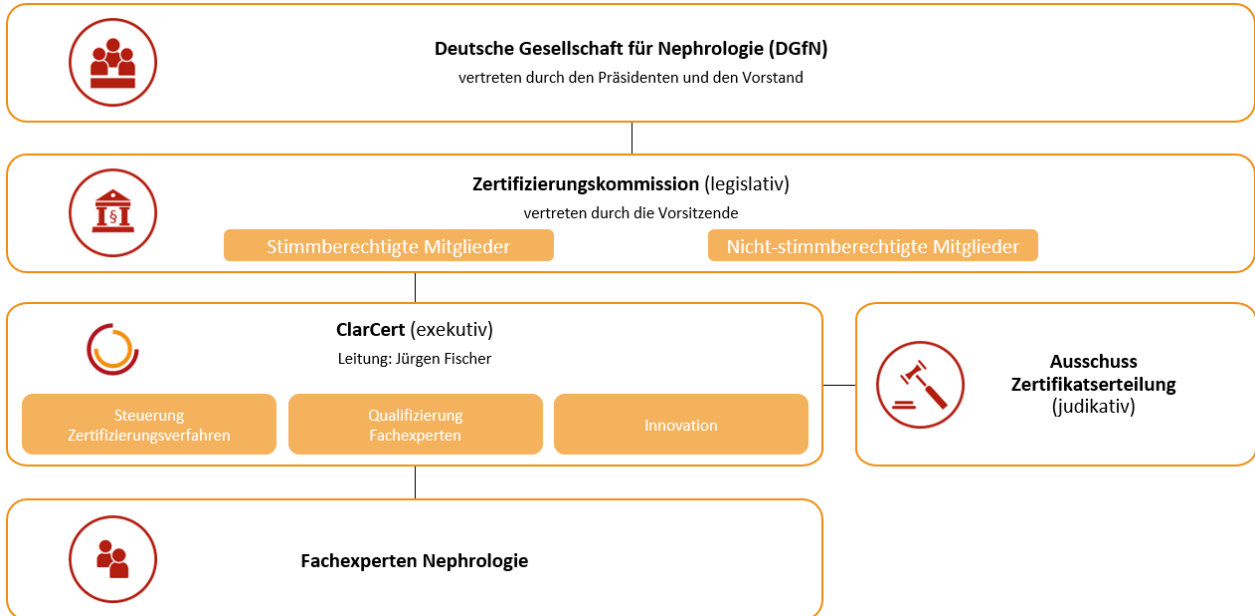 Deutsche Gesellschaft für Nephrologie (DGfN)
vertreten durch den Präsidenten und den Vorstand
Zertifizierungskommission (legislativ)
§
vertreten durch die Vorsitzende
Stimmberechtigte Mitglieder
Nicht-stimmberechtigte Mitglieder
ClarCert (exekutiv)
Leitung: Jürgen Fischer
Steuerung
Zertifizierungsverfahren
Qualifizierung
Fachexperten
Innovation
Ausschuss
Zertifikatserteilung
(judikativ)
Fachexperten Nephrologie